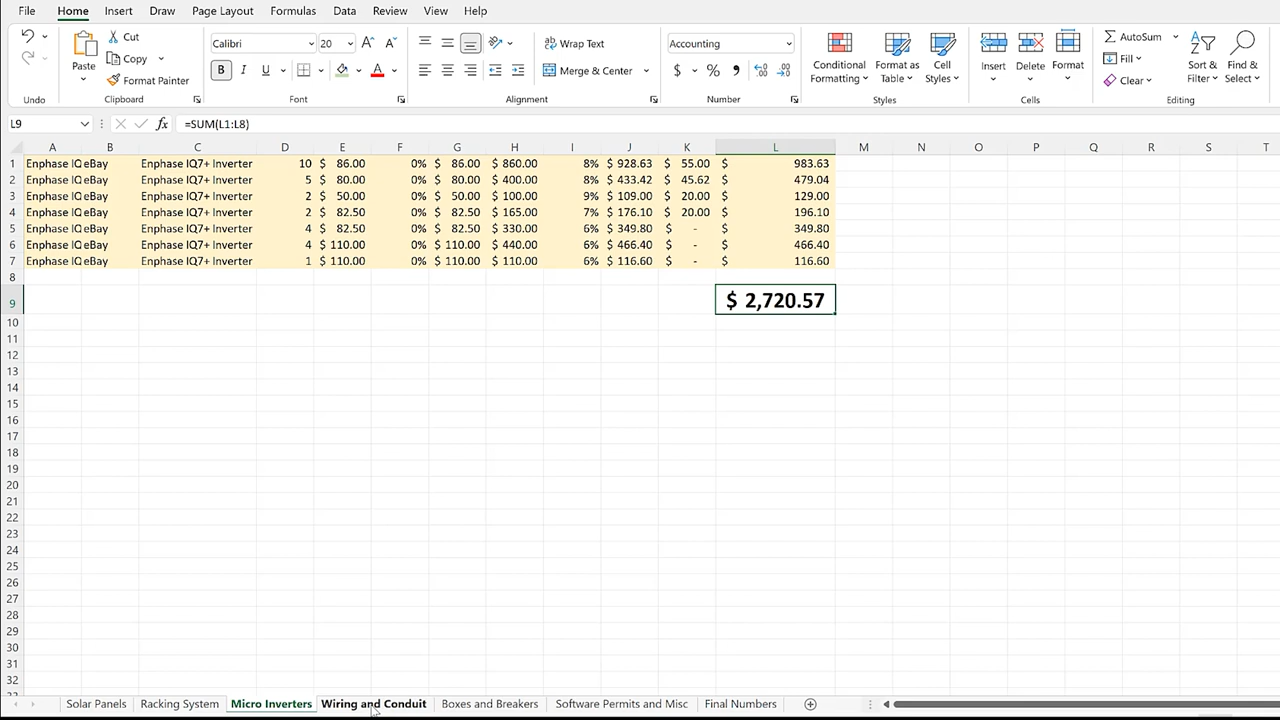 File Home Insert Draw Page Layout Formulas Data Review View Help
Cut
Copy
Format Painter
Paste
Calibri 20 A A
B I U A
Wrap Text
Merge & Center
Accounting
$ % ,
Conditional Formatting
Format as Table
Cell Styles
Insert Delete Format
AutoSum
Fill
Clear
Sort & Filter
Find & Select
Undo Clipboard Font Alignment Number Styles Cells Editing
L9 fx =SUM(L1:L8)
A B C D E F G H I J K L M N O P Q R S T
1 Enphase IQ eBay Enphase IQ7+ Inverter 10 $ 86.00 0% $ 86.00 $ 860.00 8% $ 928.63 $ 55.00 $ 983.63
2 Enphase IQ eBay Enphase IQ7+ Inverter 5 $ 80.00 0% $ 80.00 $ 400.00 8% $ 433.42 $ 45.62 $ 479.04
3 Enphase IQ eBay Enphase IQ7+ Inverter 2 $ 50.00 0% $ 50.00 $ 100.00 9% $ 109.00 $ 20.00 $ 129.00
4 Enphase IQ eBay Enphase IQ7+ Inverter 2 $ 82.50 0% $ 82.50 $ 165.00 7% $ 176.10 $ 20.00 $ 196.10
5 Enphase IQ eBay Enphase IQ7+ Inverter 4 $ 82.50 0% $ 82.50 $ 330.00 6% $ 349.80 $ - $ 349.80
6 Enphase IQ eBay Enphase IQ7+ Inverter 4 $ 110.00 0% $ 110.00 $ 440.00 6% $ 466.40 $ - $ 466.40
7 Enphase IQ eBay Enphase IQ7+ Inverter 1 $ 110.00 0% $ 110.00 $ 110.00 6% $ 116.60 $ - $ 116.60
8
9 $ 2,720.57
10
11
12
13
14
15
16
17
18
19
20
21
22
23
24
25
26
27
28
29
30
31
32
Solar Panels Racking System Micro Inverters Wiring and Conduit Boxes and Breakers Software Permits and Misc Final Numbers